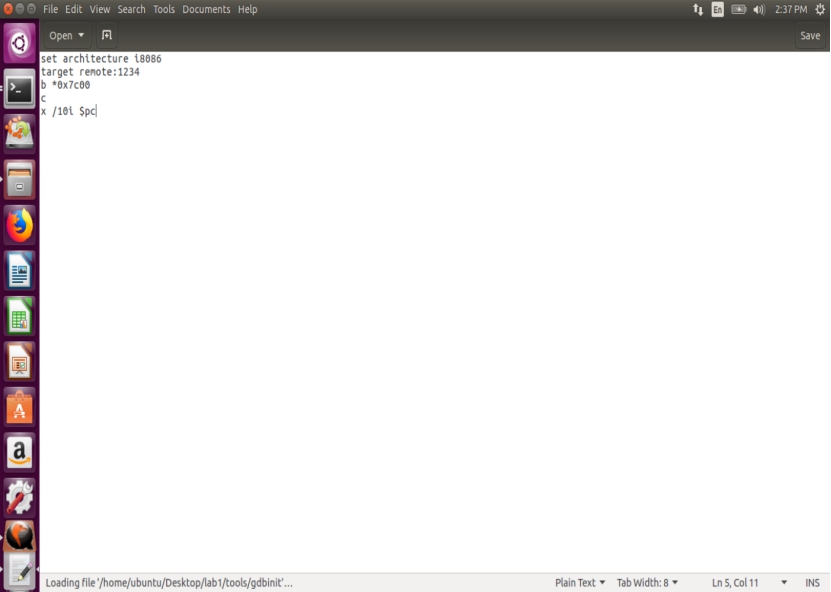 File Edit View Search Tools Documents Help
En
2:37 PM
Open
Save
set architecture i8086
target remote:1234
b *0x7c00
c
x /10i $pc
Loading file '/home/ubuntu/Desktop/lab1/tools/gdbinit'…
Plain Text
Tab Width: 8
Ln 5, Col 11
INS